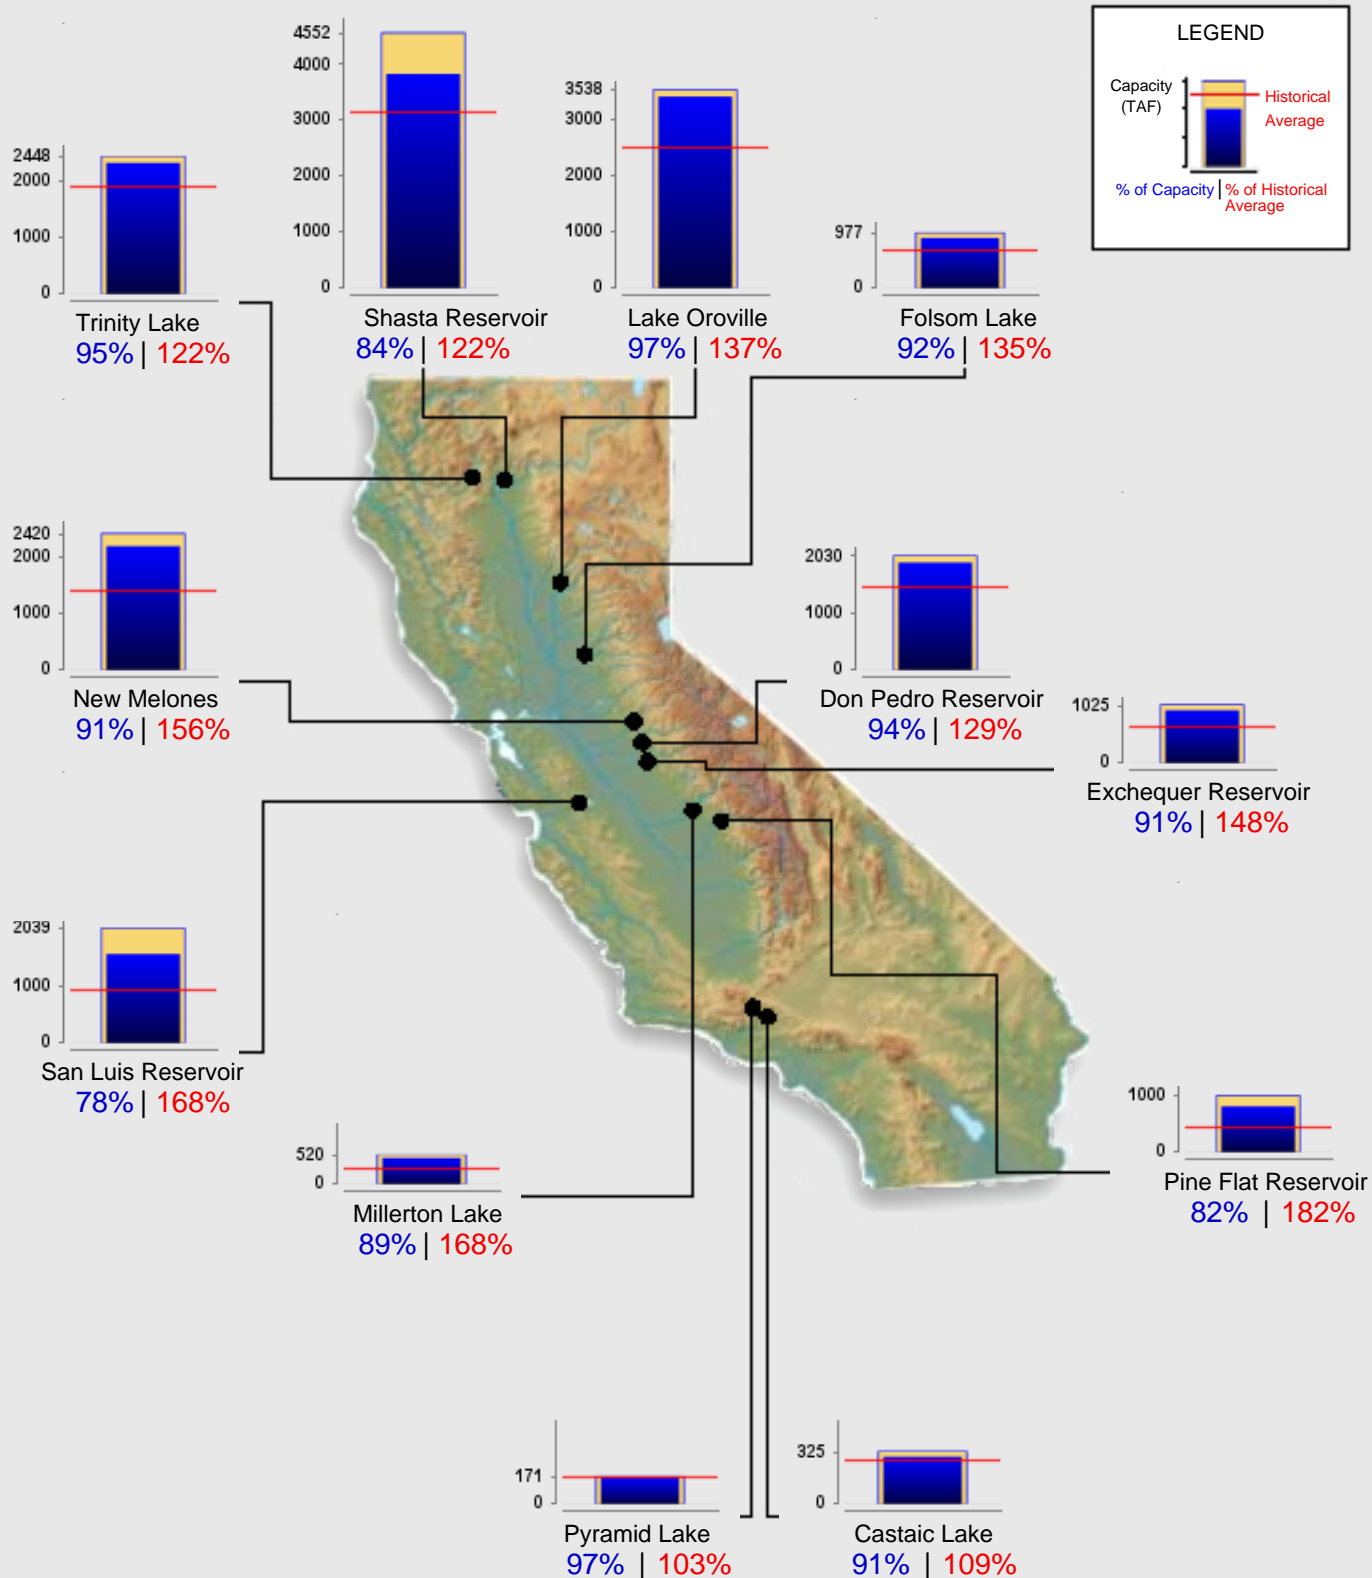 LEGEND
Capacity
(TAF)
Historical
Average
% of Capacity | % of Historical
Average
2448
2000
1000
0
Trinity Lake
95% | 122%
4552
4000
3000
2000
1000
0
Shasta Reservoir
84% | 122%
3538
3000
2000
1000
0
Lake Oroville
97% | 137%
977
0
Folsom Lake
92% | 135%
2420
2000
1000
0
New Melones
91% | 156%
2030
1000
0
Don Pedro Reservoir
94% | 129%
1025
0
Exchequer Reservoir
91% | 148%
2039
1000
0
San Luis Reservoir
78% | 168%
520
0
Millerton Lake
89% | 168%
1000
0
Pine Flat Reservoir
82% | 182%
171
0
Pyramid Lake
97% | 103%
325
0
Castaic Lake
91% | 109%